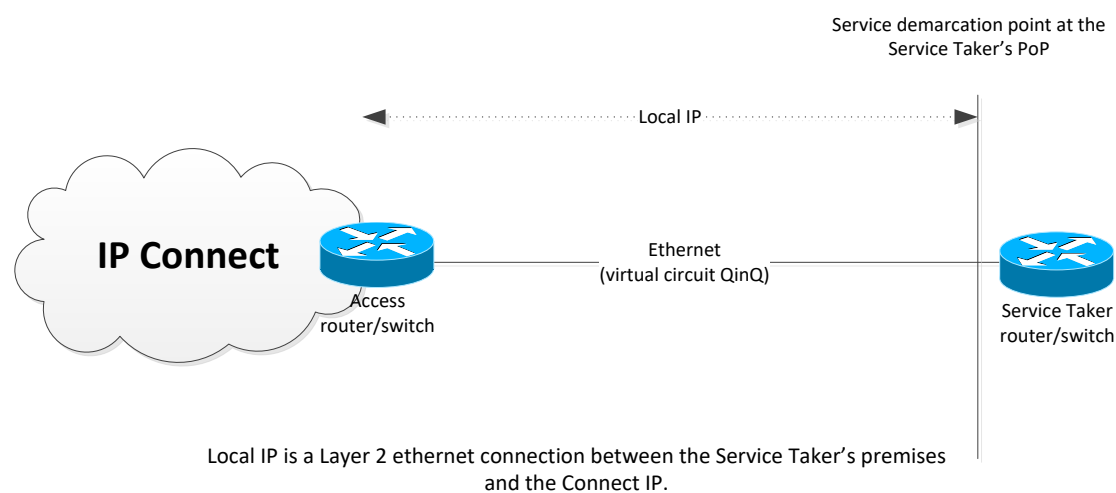 Service demarcation point at the
Service Taker’s PoP
Local IP
IP Connect
Ethernet
(virtual circuit QinQ)
Access
router/switch
Service Taker
router/switch
Local IP is a Layer 2 ethernet connection between the Service Taker’s premises
and the Connect IP.